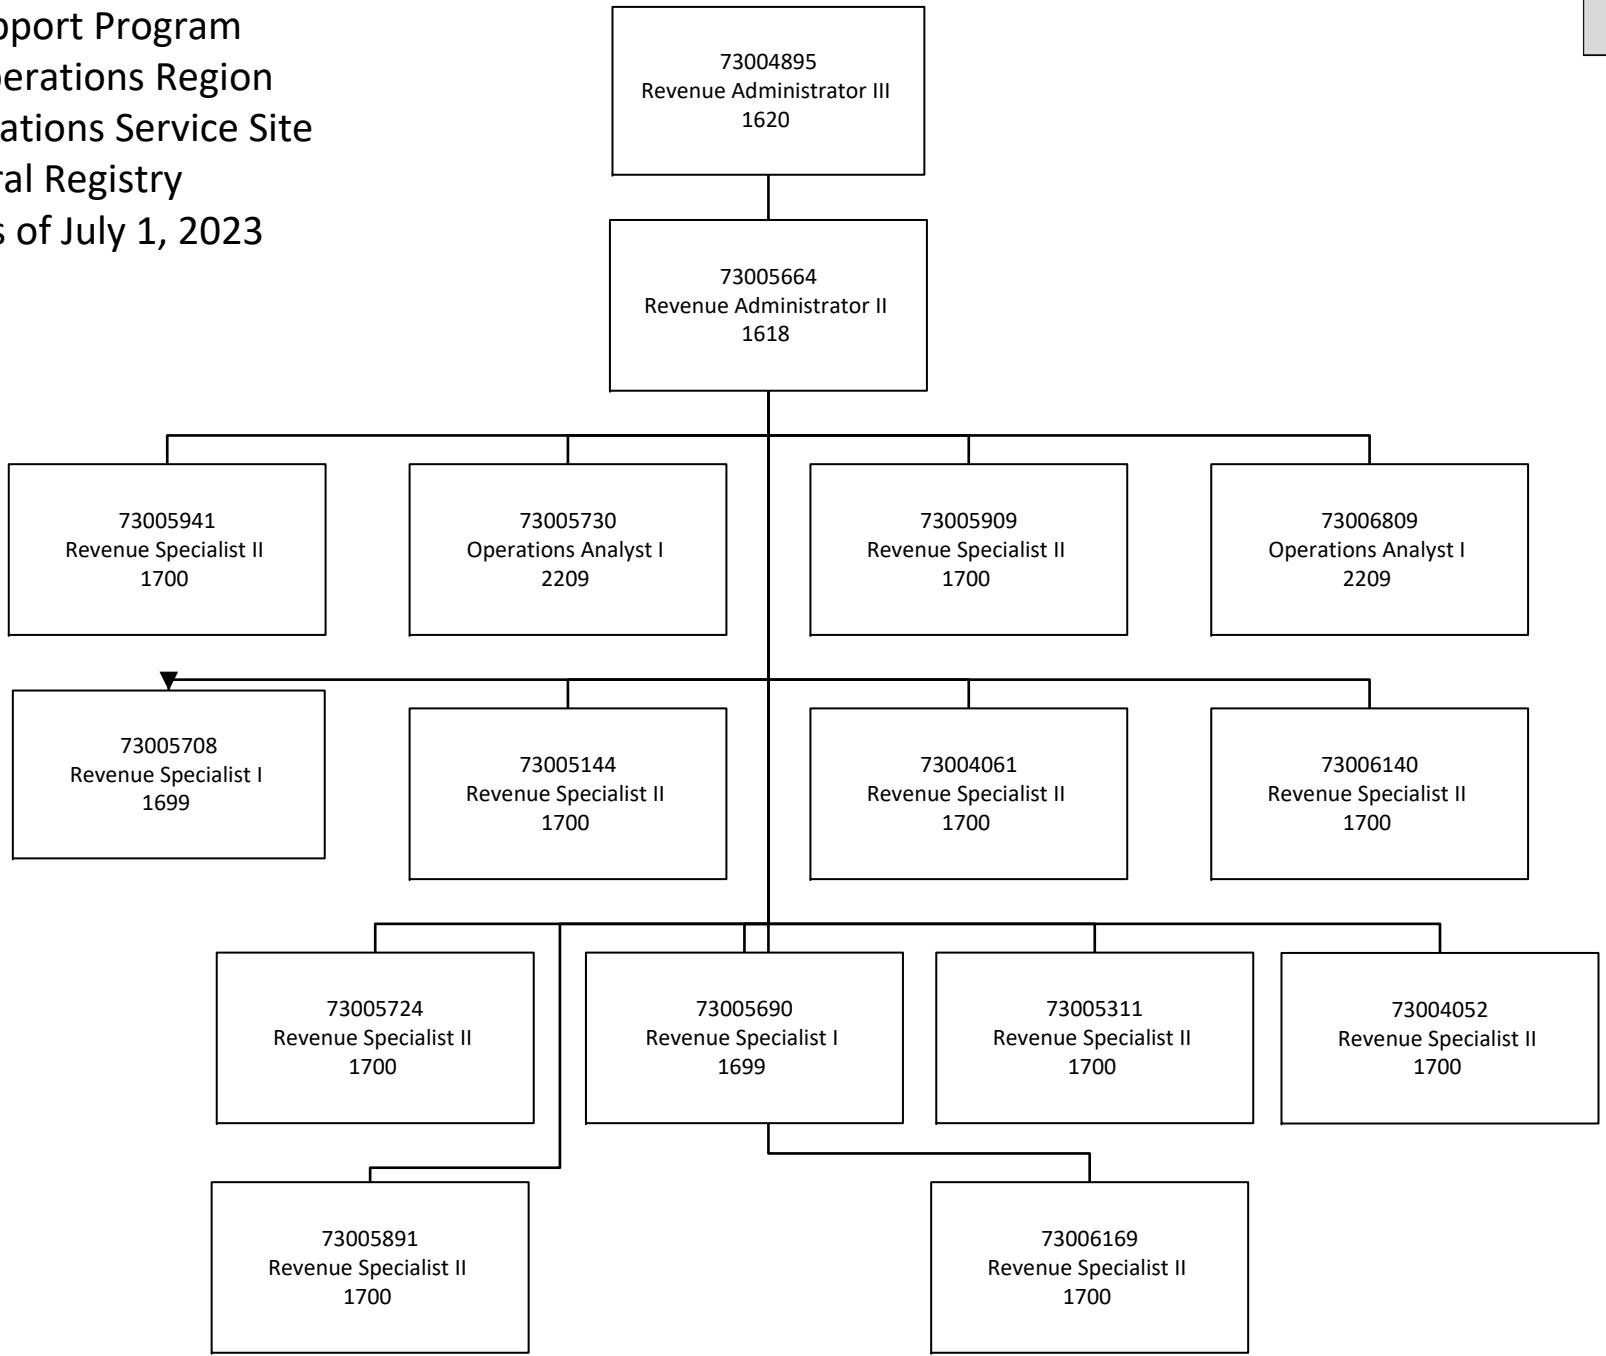 pport Program
perations Region
ations Service Site
ral Registry
s of July 1, 2023
73004895
Revenue Administrator III
1620
73005664
Revenue Administrator II
1618
73005941
Revenue Specialist II
1700
73005730
Operations Analyst I
2209
73005909
Revenue Specialist II
1700
73006809
Operations Analyst I
2209
73005708
Revenue Specialist I
1699
73005144
Revenue Specialist II
1700
73004061
Revenue Specialist II
1700
73006140
Revenue Specialist II
1700
73005724
Revenue Specialist II
1700
73005690
Revenue Specialist I
1699
73005311
Revenue Specialist II
1700
73004052
Revenue Specialist II
1700
73005891
Revenue Specialist II
1700
73006169
Revenue Specialist II
1700